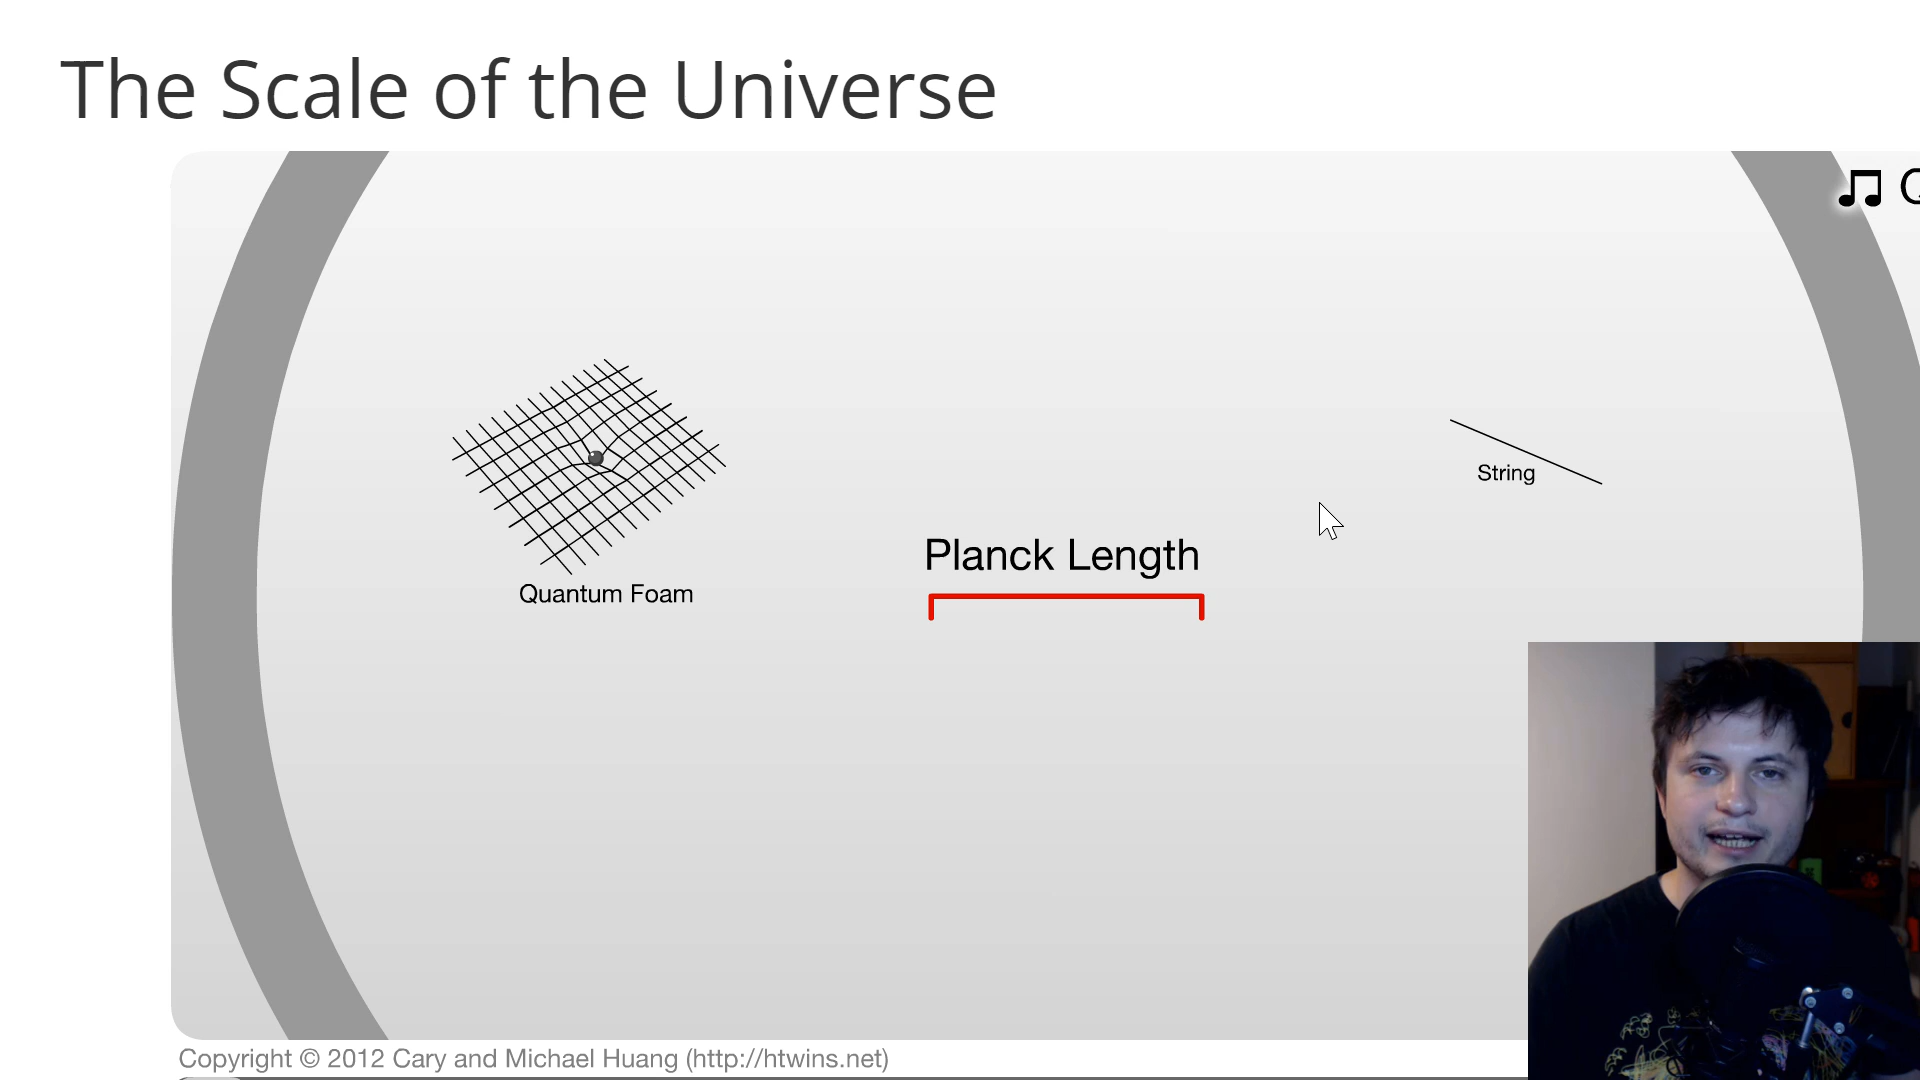 The Scale of the Universe
String
Planck Length
Quantum Foam
Copyright © 2012 Cary and Michael Huang (http://htwins.net)